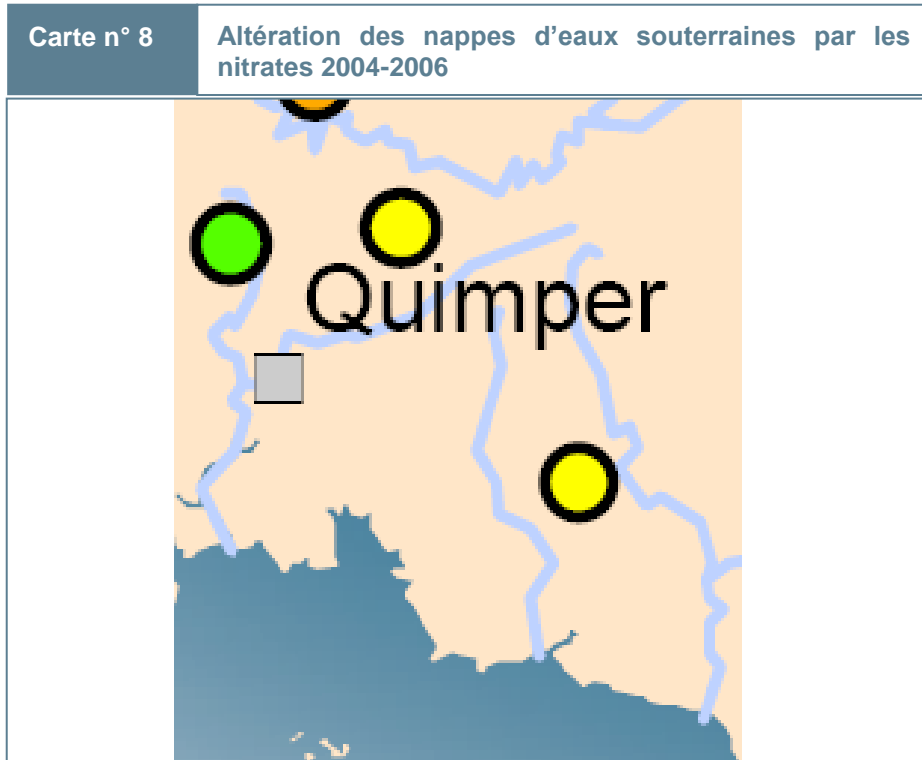 Carte n° 8
Altération des nappes d’eaux souterraines par les
nitrates 2004-2006
Quimper